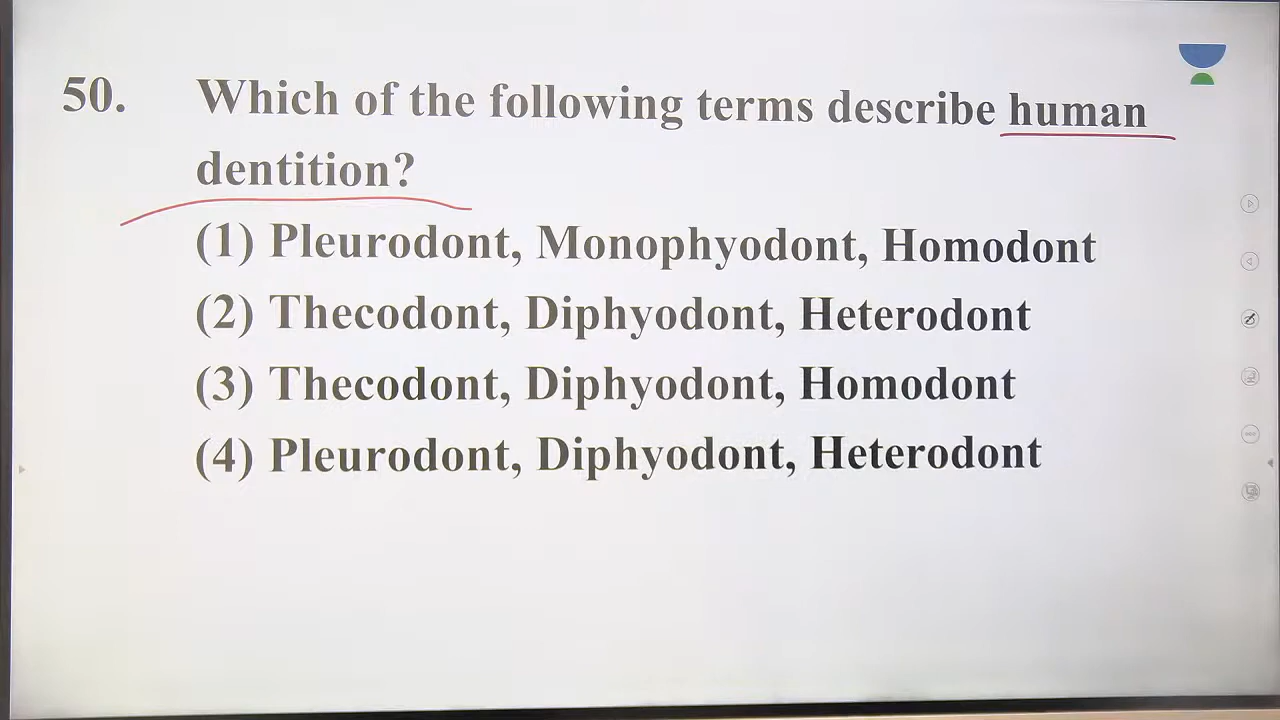 50. Which of the following terms describe human
dentition?
(1) Pleurodont, Monophyodont, Homodont
(2) Thecodont, Diphyodont, Heterodont
(3) Thecodont, Diphyodont, Homodont
(4) Pleurodont, Diphyodont, Heterodont